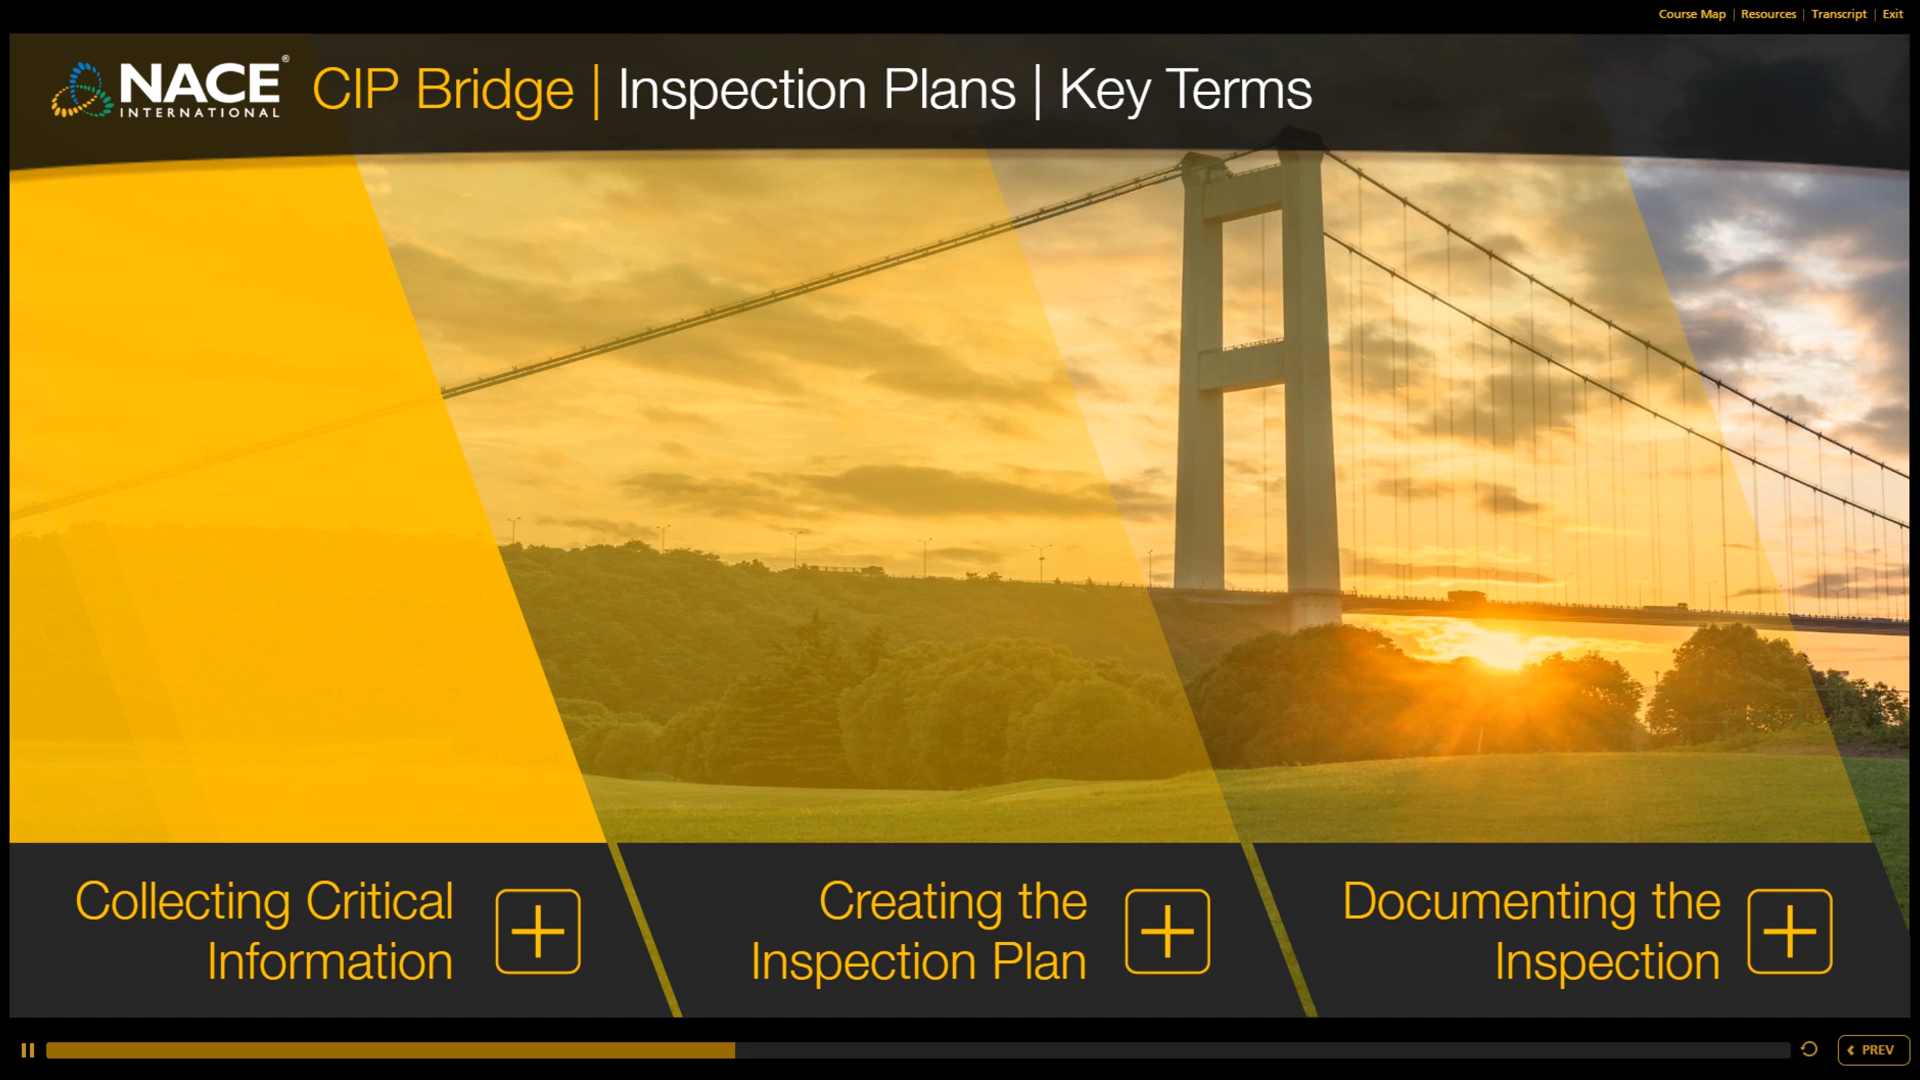 Course Map | Resources | Transcript | Exit
NACE®
INTERNATIONAL
CIP Bridge | Inspection Plans | Key Terms
Collecting Critical
Information
Creating the
Inspection Plan
Documenting the
Inspection
PREV